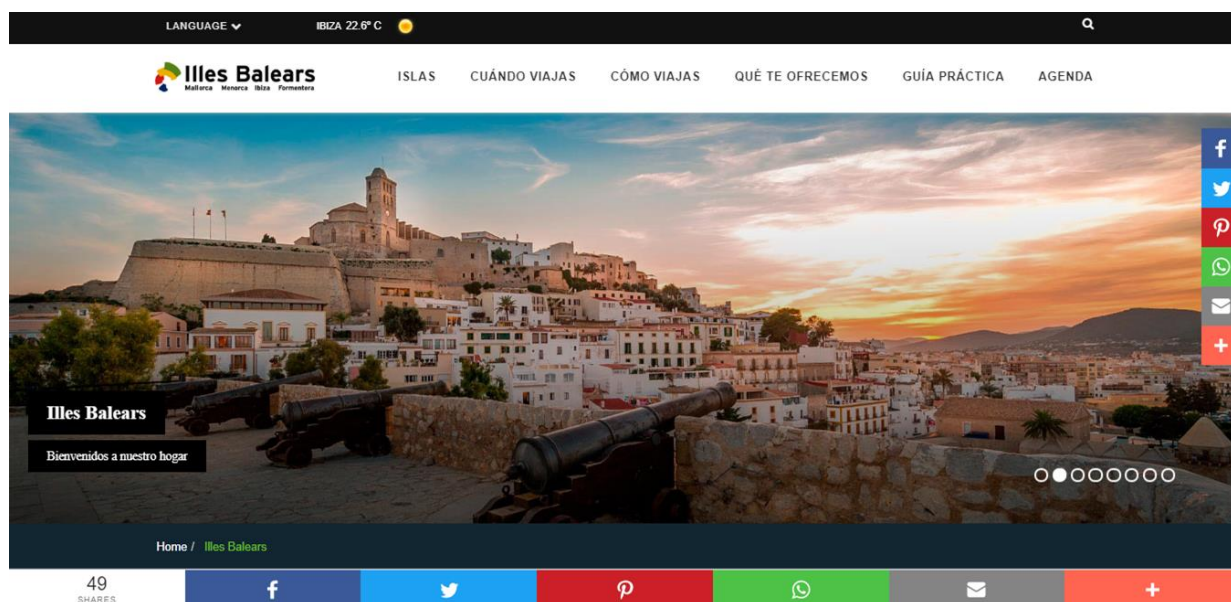 LANGUAGE
IBIZA 22.6° C
Illes Balears
Mallorca Menorca Ibiza Formentera
ISLAS CUÁNDO VIAJAS CÓMO VIAJAS QUÉ TE OFRECEMOS GUÍA PRÁCTICA AGENDA
Illes Balears
Bienvenidos a nuestro hogar
Home / Illes Balears
49
SHARES